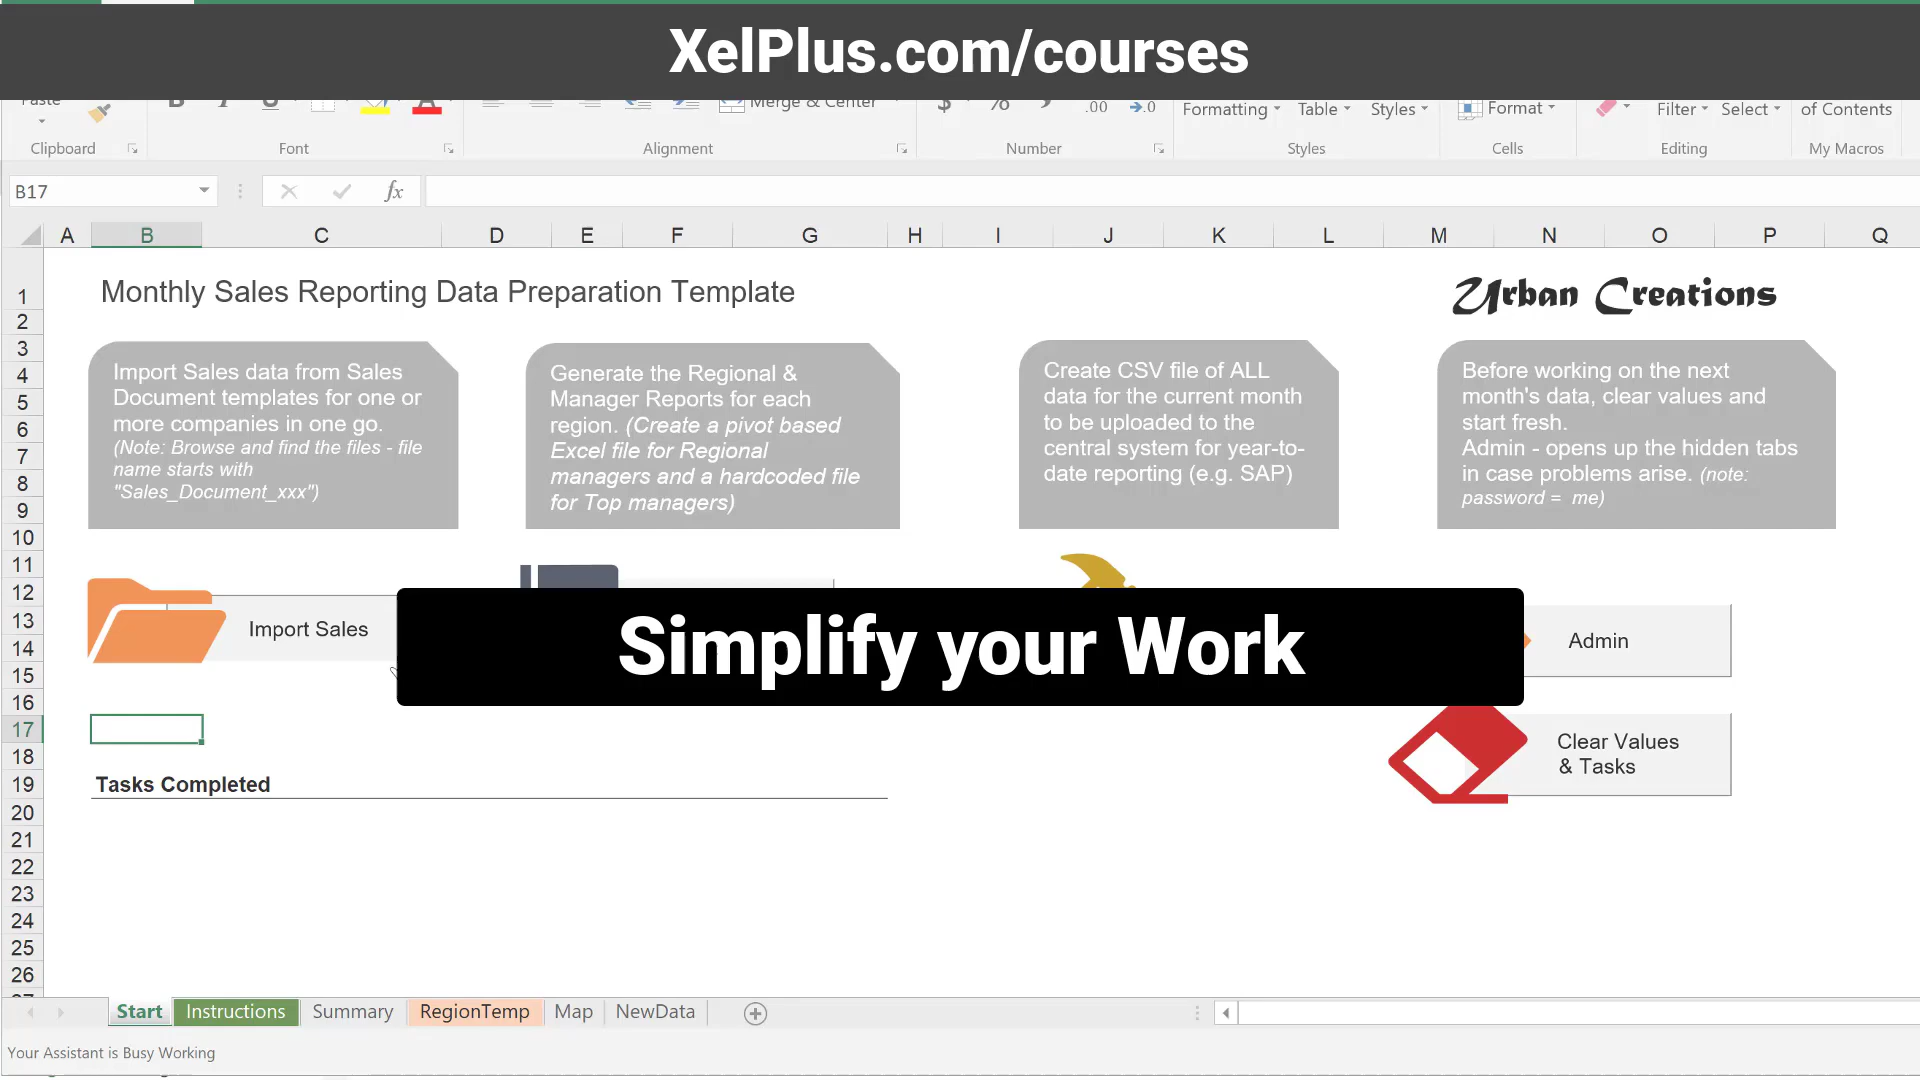 XelPlus.com/courses
Paste
B I U
Merge & Center
$ % .00 .0
Formatting Table Styles
Format
Filter Select
of Contents
Clipboard Font Alignment Number Styles Cells Editing My Macros
B17 fx
A B C D E F G H I J K L M N O P Q
1
2
3
4
5
6
7
8
9
10
11
12
13
14
15
16
17
18
19
20
21
22
23
24
25
26
Monthly Sales Reporting Data Preparation Template
Urban Creations
Import Sales data from Sales
Document templates for one or
more companies in one go.
(Note: Browse and find the files - file
name starts with
"Sales_Document_xxx")
Generate the Regional &
Manager Reports for each
region. (Create a pivot based
Excel file for Regional
managers and a hardcoded file
for Top managers)
Create CSV file of ALL
data for the current month
to be uploaded to the
central system for year-to-
date reporting (e.g. SAP)
Before working on the next
month's data, clear values and
start fresh.
Admin - opens up the hidden tabs
in case problems arise. (note:
password = me)
Import Sales
Simplify your Work
Admin
Clear Values
& Tasks
Tasks Completed
Start Instructions Summary RegionTemp Map NewData
Your Assistant is Busy Working